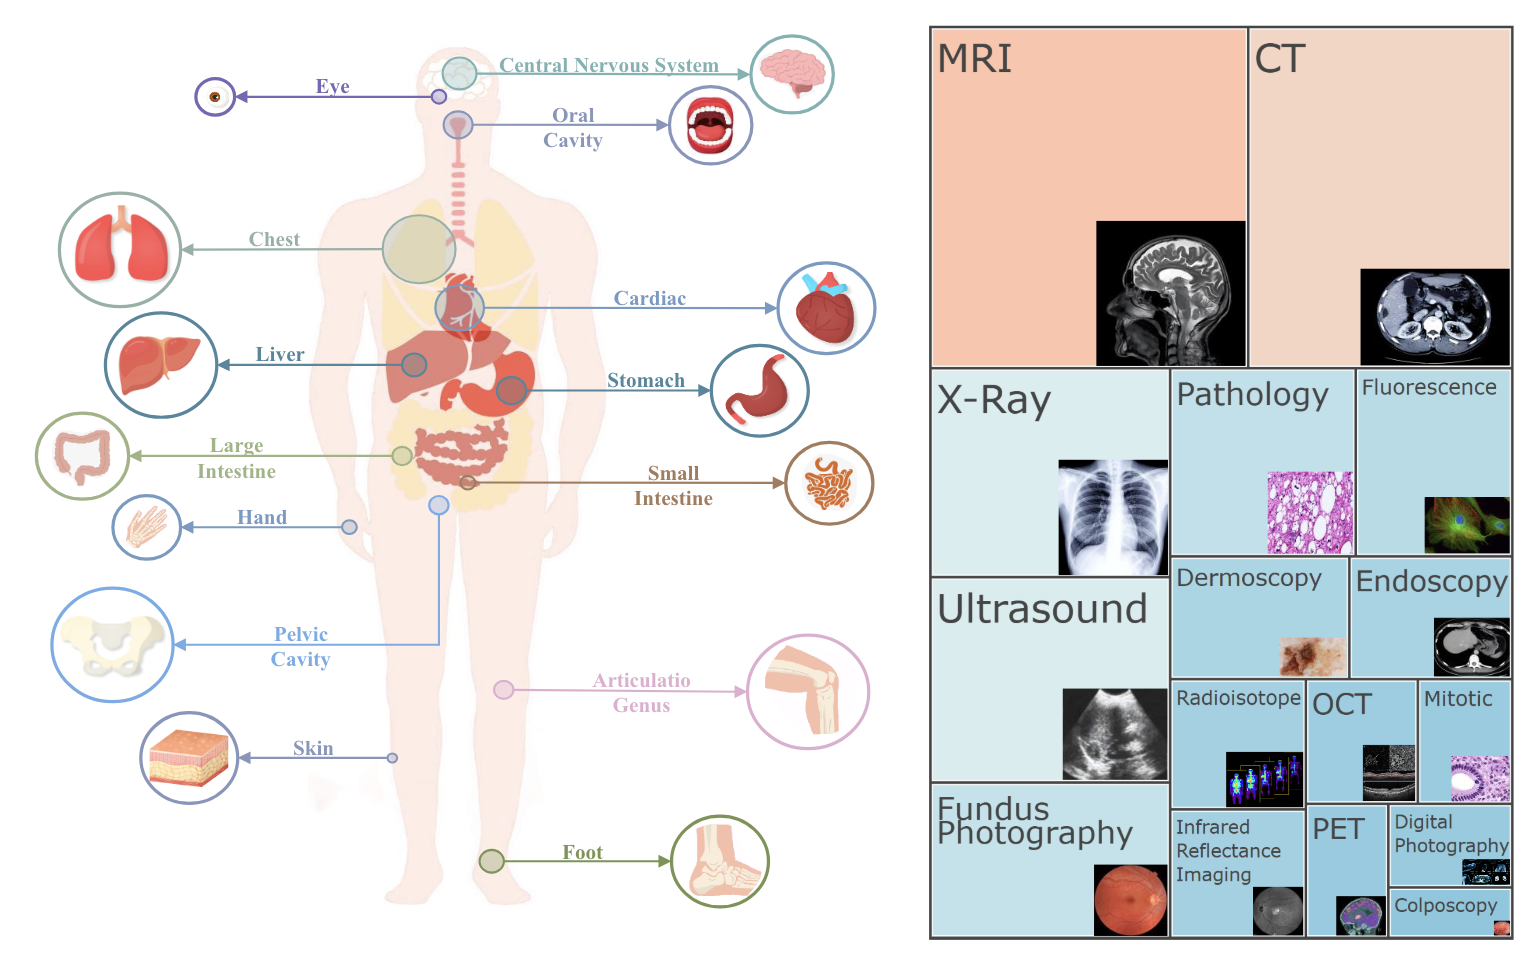 Central Nervous System
Eye
Oral
Cavity
Chest
Cardiac
Liver
Stomach
Large
Intestine
Small
Intestine
Hand
Pelvic
Cavity
Articulatio
Genus
Skin
Foot
MRI
CT
X-Ray
Pathology
Fluorescence
Dermoscopy
Endoscopy
Ultrasound
Radioisotope
OCT
Mitotic
Fundus
Photography
Infrared
Reflectance
Imaging
PET
Digital
Photography
Colposcopy